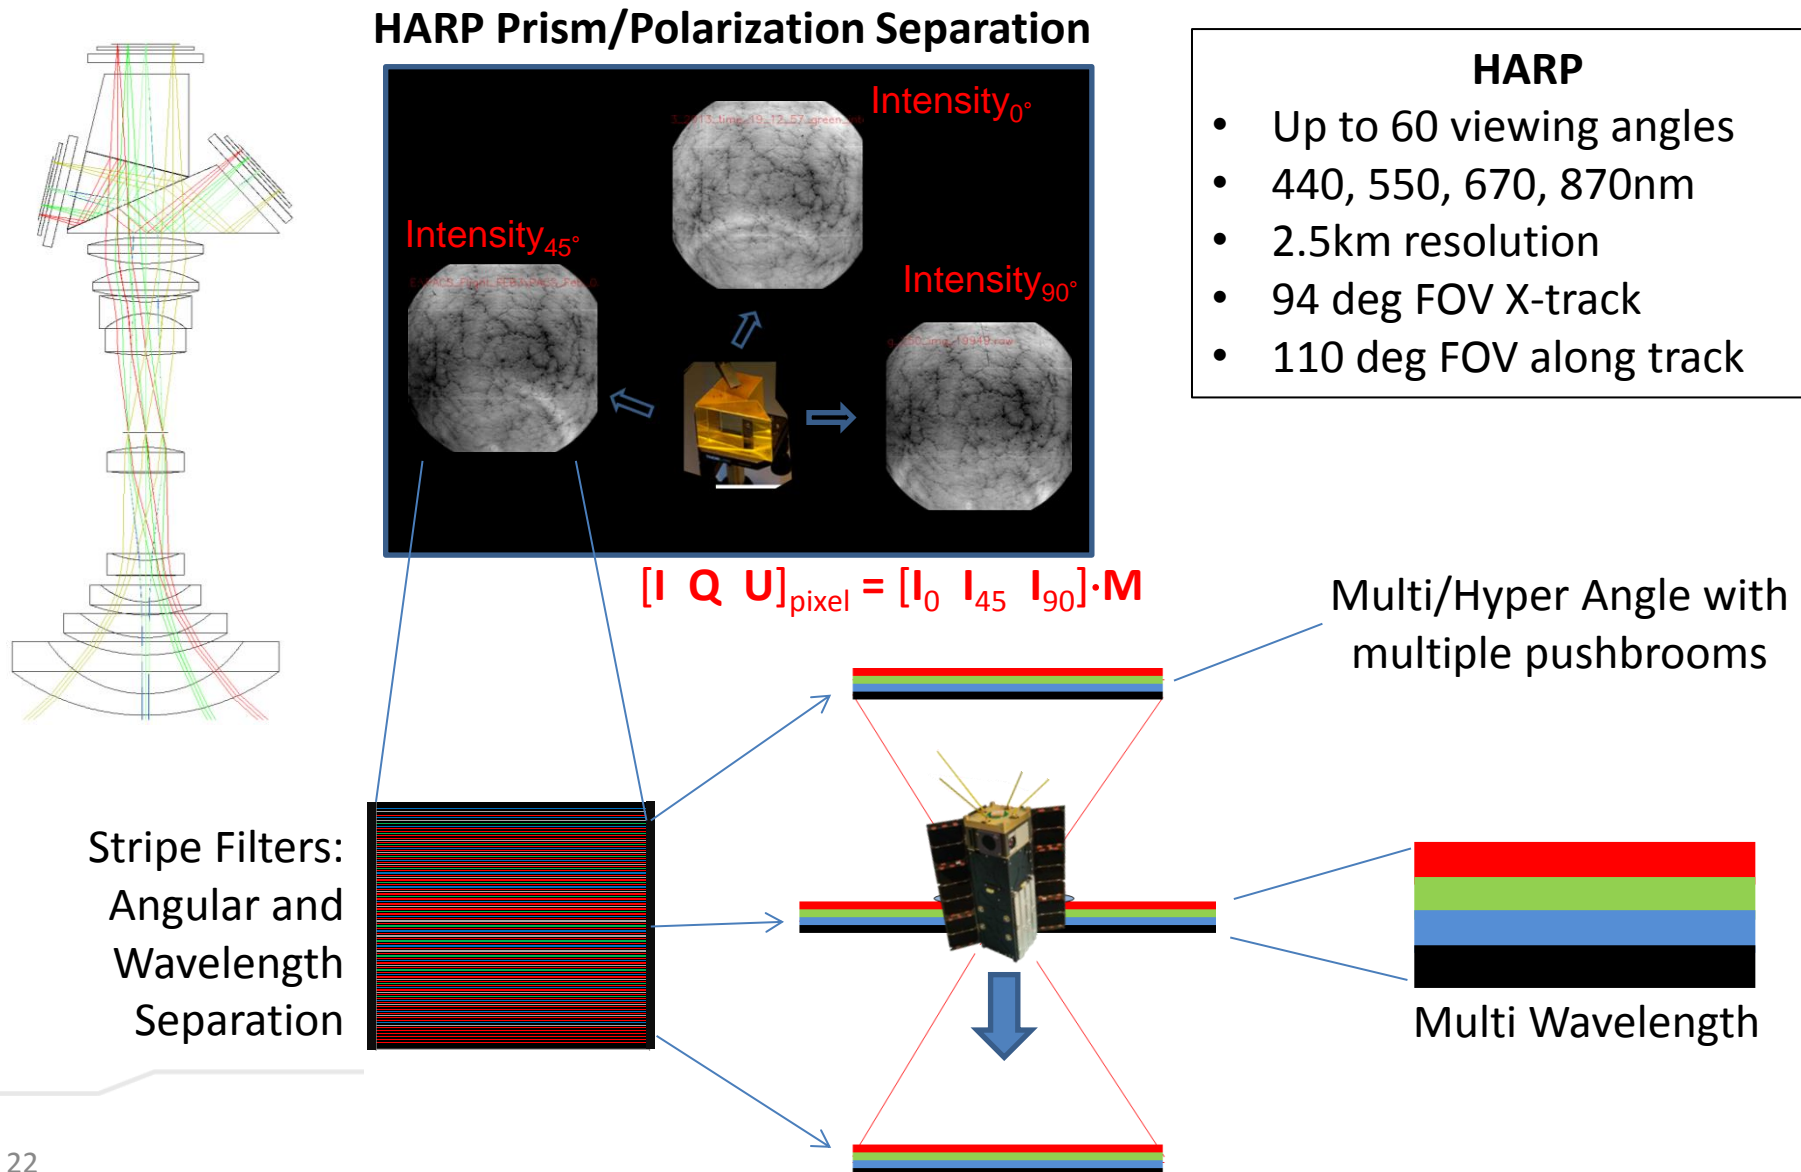 HARP Prism/Polarization Separation
Intensity0°
3_2013_time_19_12_57_green_
Intensity45°
Intensity90°
[I Q U]pixel = [I0 I45 I90]·M
HARP
• Up to 60 viewing angles
• 440, 550, 670, 870nm
• 2.5km resolution
• 94 deg FOV X-track
• 110 deg FOV along track
Multi/Hyper Angle with
multiple pushbrooms
Stripe Filters:
Angular and
Wavelength
Separation
Multi Wavelength
22